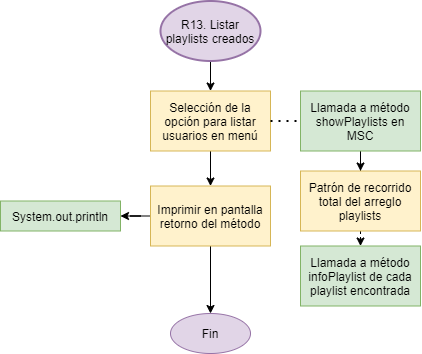 R13. Listar
playlists creados
Selección de la
opción para listar
usuarios en menú
Llamada a método
showPlaylists en
MSC
Patrón de recorrido
total del arreglo
playlists
Imprimir en pantalla
retorno del método
System.out.println
Llamada a método
infoPlaylist de cada
playlist encontrada
Fin